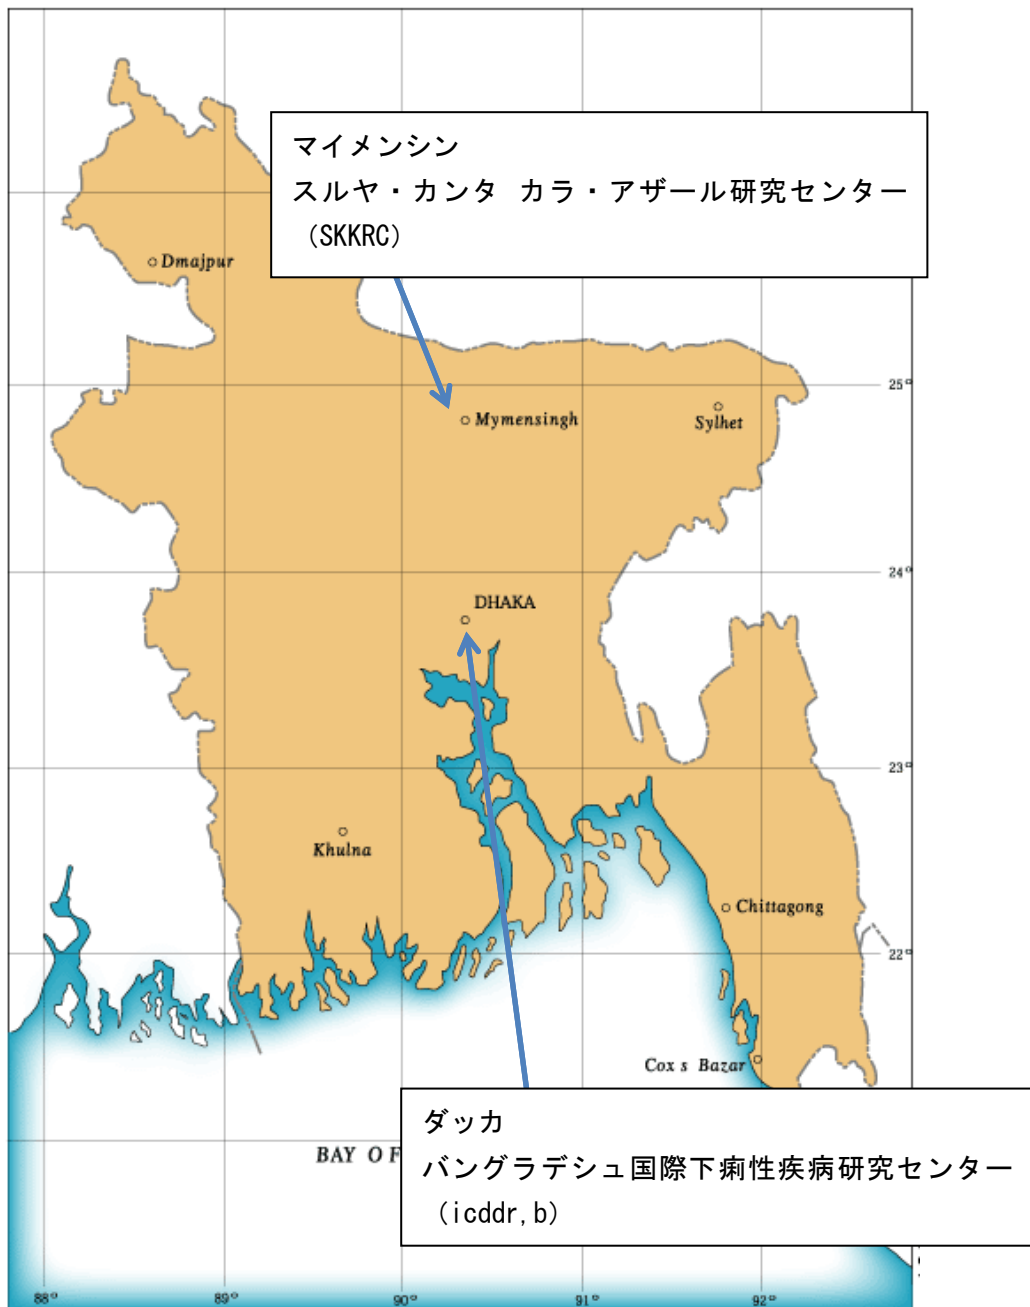 マイメンシン
スルヤ・カンタ カラ・アザール研究センター
（SKKRC）
Dmajpur
25°
Mymensingh
Sylhet
24°
DHAKA
23°
Khulna
Chittagong
22°
Cox s Bazar
ダッカ
バングラデシュ国際下痢性疾病研究センター
（icddr,b）
BAY OF
88° 89° 90° 91° 92°